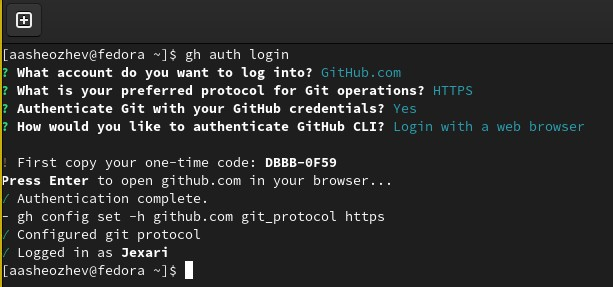 [aasheozhev@fedora ~]$ gh auth login
? What account do you want to log into? GitHub.com
? What is your preferred protocol for Git operations? HTTPS
? Authenticate Git with your GitHub credentials? Yes
? How would you like to authenticate GitHub CLI? Login with a web browser
! First copy your one-time code: DBBB-0F59
Press Enter to open github.com in your browser...
✓ Authentication complete.
- gh config set -h github.com git_protocol https
✓ Configured git protocol
✓ Logged in as Jexari
[aasheozhev@fedora ~]$